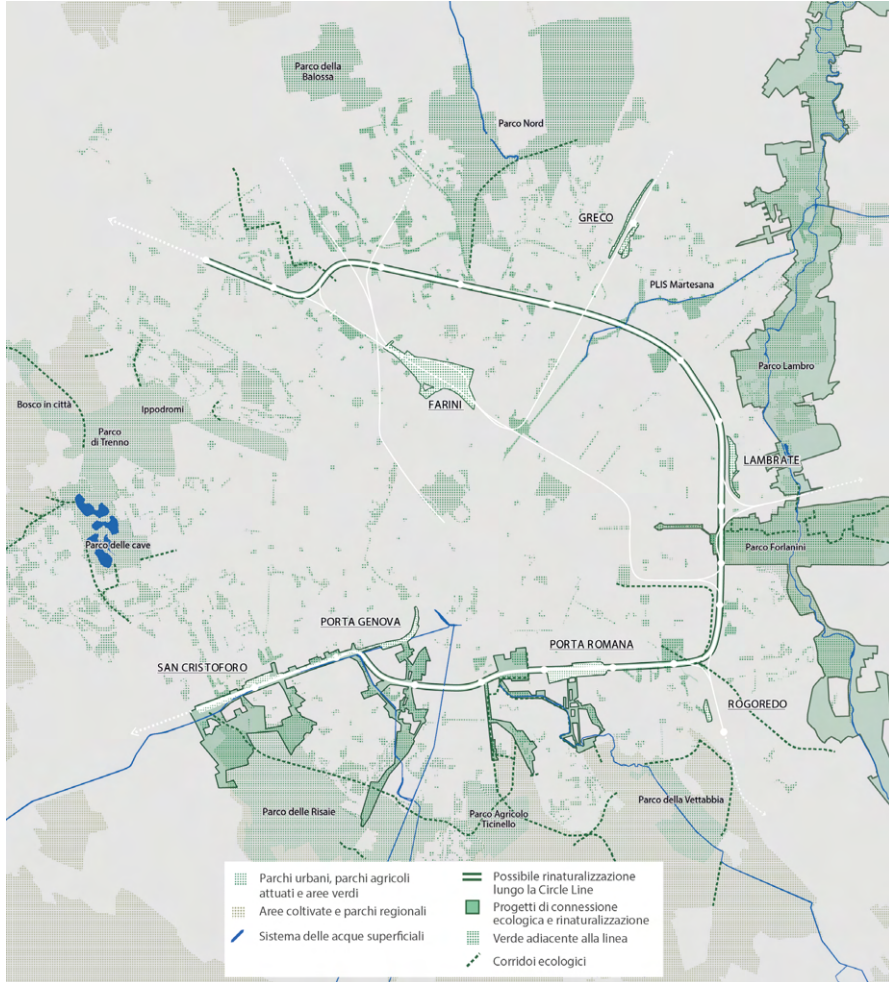 Parco della
Balossa
Parco Nord
GRECO
PLIS Martesana
Parco Lambro
Bosco in città
Ippodromi
Parco
di Trenno
FARINI
LAMBRATE
Parco delle cave
Parco Forlanini
PORTA GENOVA
PORTA ROMANA
SAN CRISTOFORO
ROGOREDO
Parco delle Risaie
Parco Agricolo
Ticinello
Parco della Vettabbia
Parchi urbani, parchi agricoli
attuati e aree verdi
Aree coltivate e parchi regionali
Sistema delle acque superficiali
Possibile rinaturalizzazione
lungo la Circle Line
Progetti di connessione
ecologica e rinaturalizzazione
Verde adiacente alla linea
Corridoi ecologici